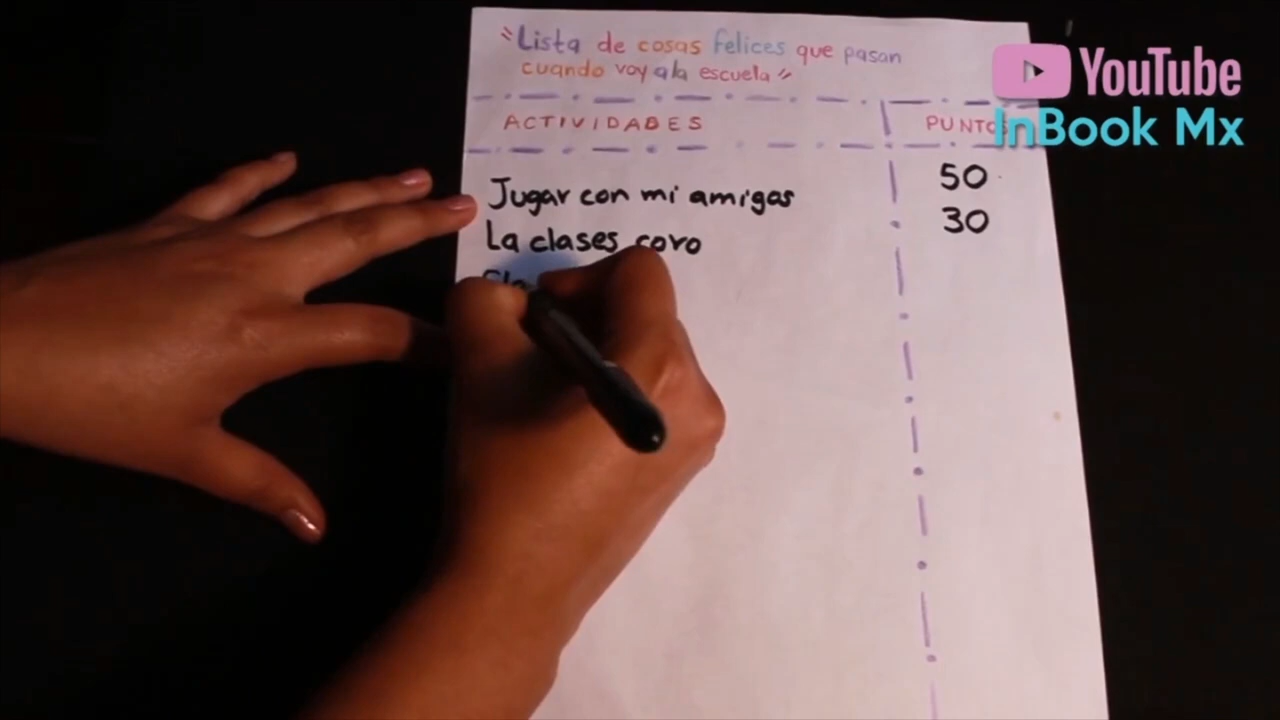 "Lista de cosas felices que pasan
cuando voy a la escuela"
ACTIVIDADES
PUNTOS
Jugar con mi amigas
50
La clases coro
30
YouTube
InBook Mx